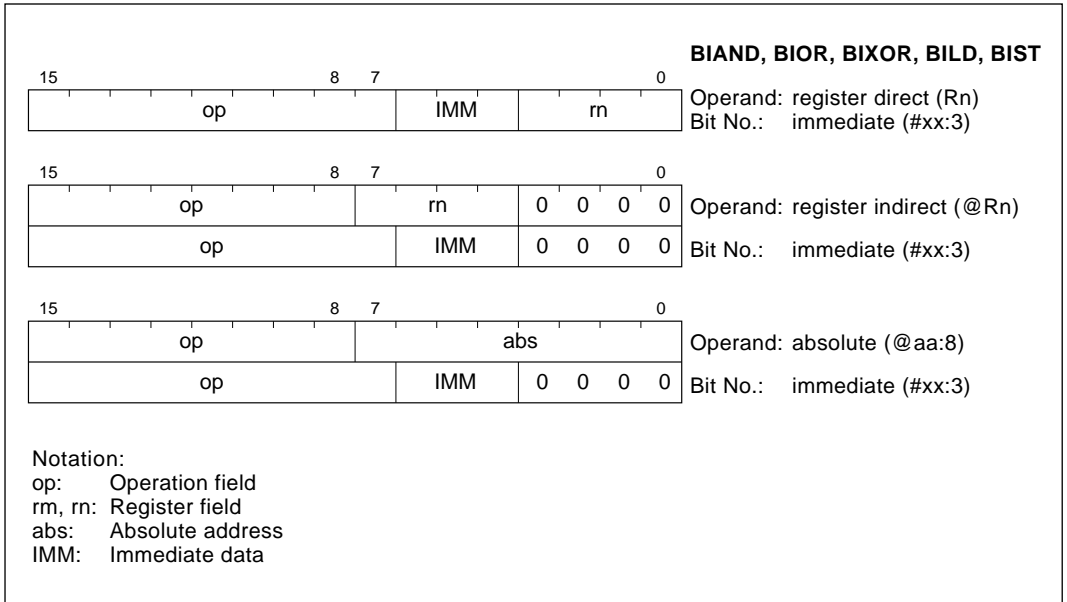 BIAND, BIOR, BIXOR, BILD, BIST
15 8 7 0
op IMM rn
Operand: register direct (Rn)
Bit No.: immediate (#xx:3)
15 8 7 0
op rn 0 0 0 0 Operand: register indirect (@Rn)
op IMM 0 0 0 0 Bit No.: immediate (#xx:3)
15 8 7 0
op abs Operand: absolute (@aa:8)
op IMM 0 0 0 0 Bit No.: immediate (#xx:3)
Notation:
op: Operation field
rm, rn: Register field
abs: Absolute address
IMM: Immediate data